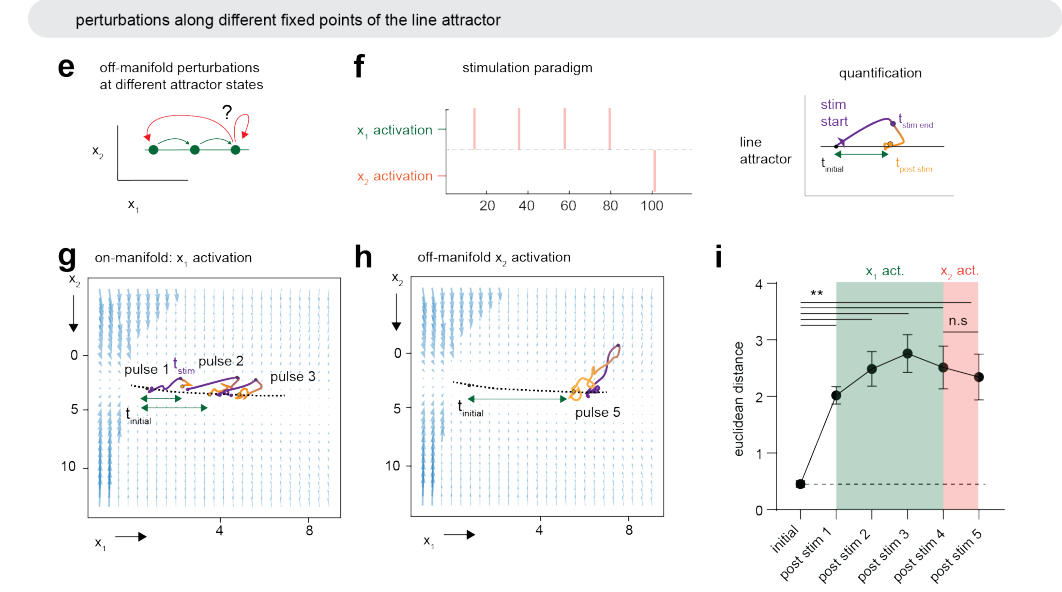 perturbations along different fixed points of the line attractor
e
off-manifold perturbations
at different attractor states
?
x2
x1
f
stimulation paradigm
x1 activation
x2 activation
20 40 60 80 100
quantification
stim
start
tstim end
line
attractor
tinitial
tpost stim
g
on-manifold: x1 activation
x2
0
5
10
pulse 1
tstim
pulse 2
pulse 3
tinitial
4 8
x1
h
off-manifold x2 activation
x2
0
5
10
tinitial
pulse 5
4 8
x1
i
x1 act.
x2 act.
**
n.s
euclidean distance
4
3
2
1
0
initial
post stim 1
post stim 2
post stim 3
post stim 4
post stim 5